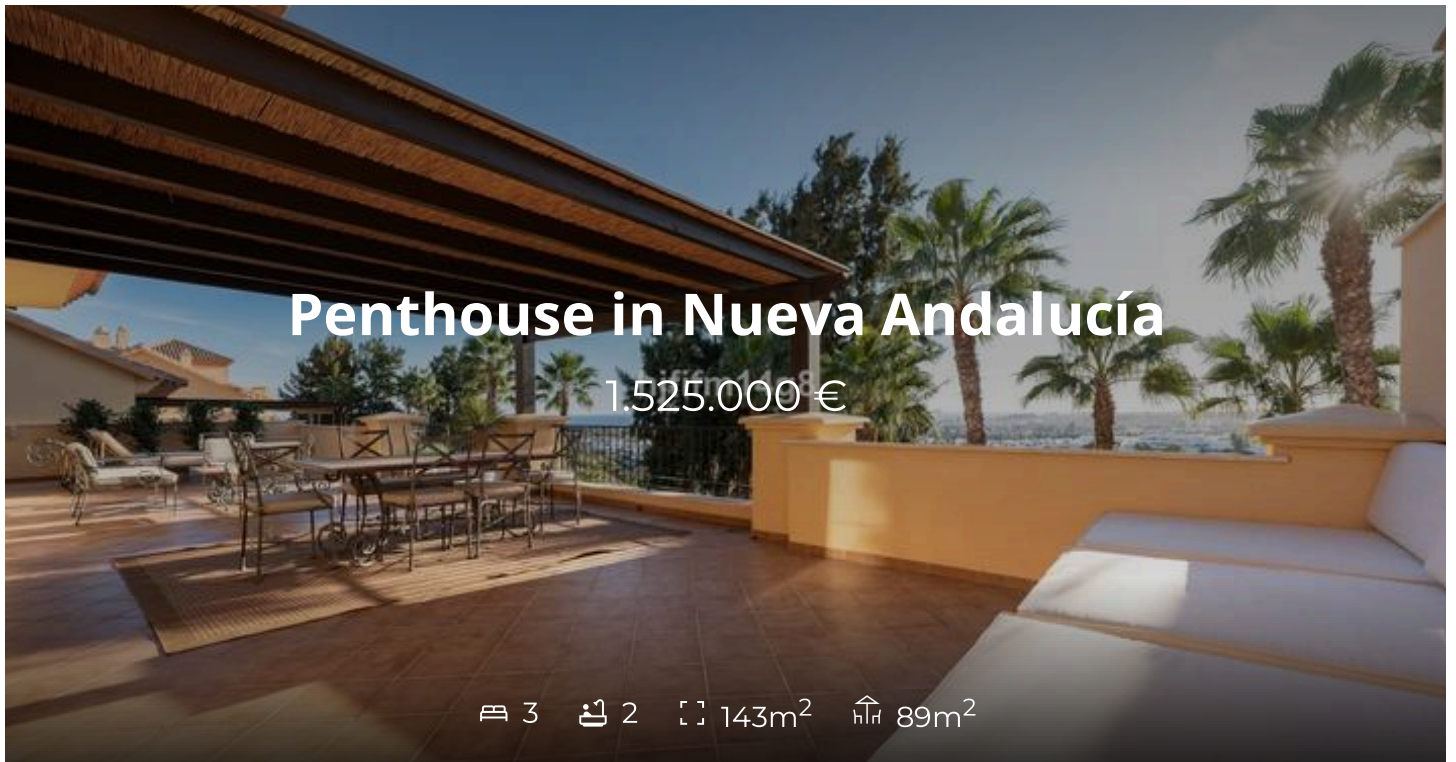 Penthouse in Nueva Andalucía
1.525.000 €
3 2 143m² 89m²